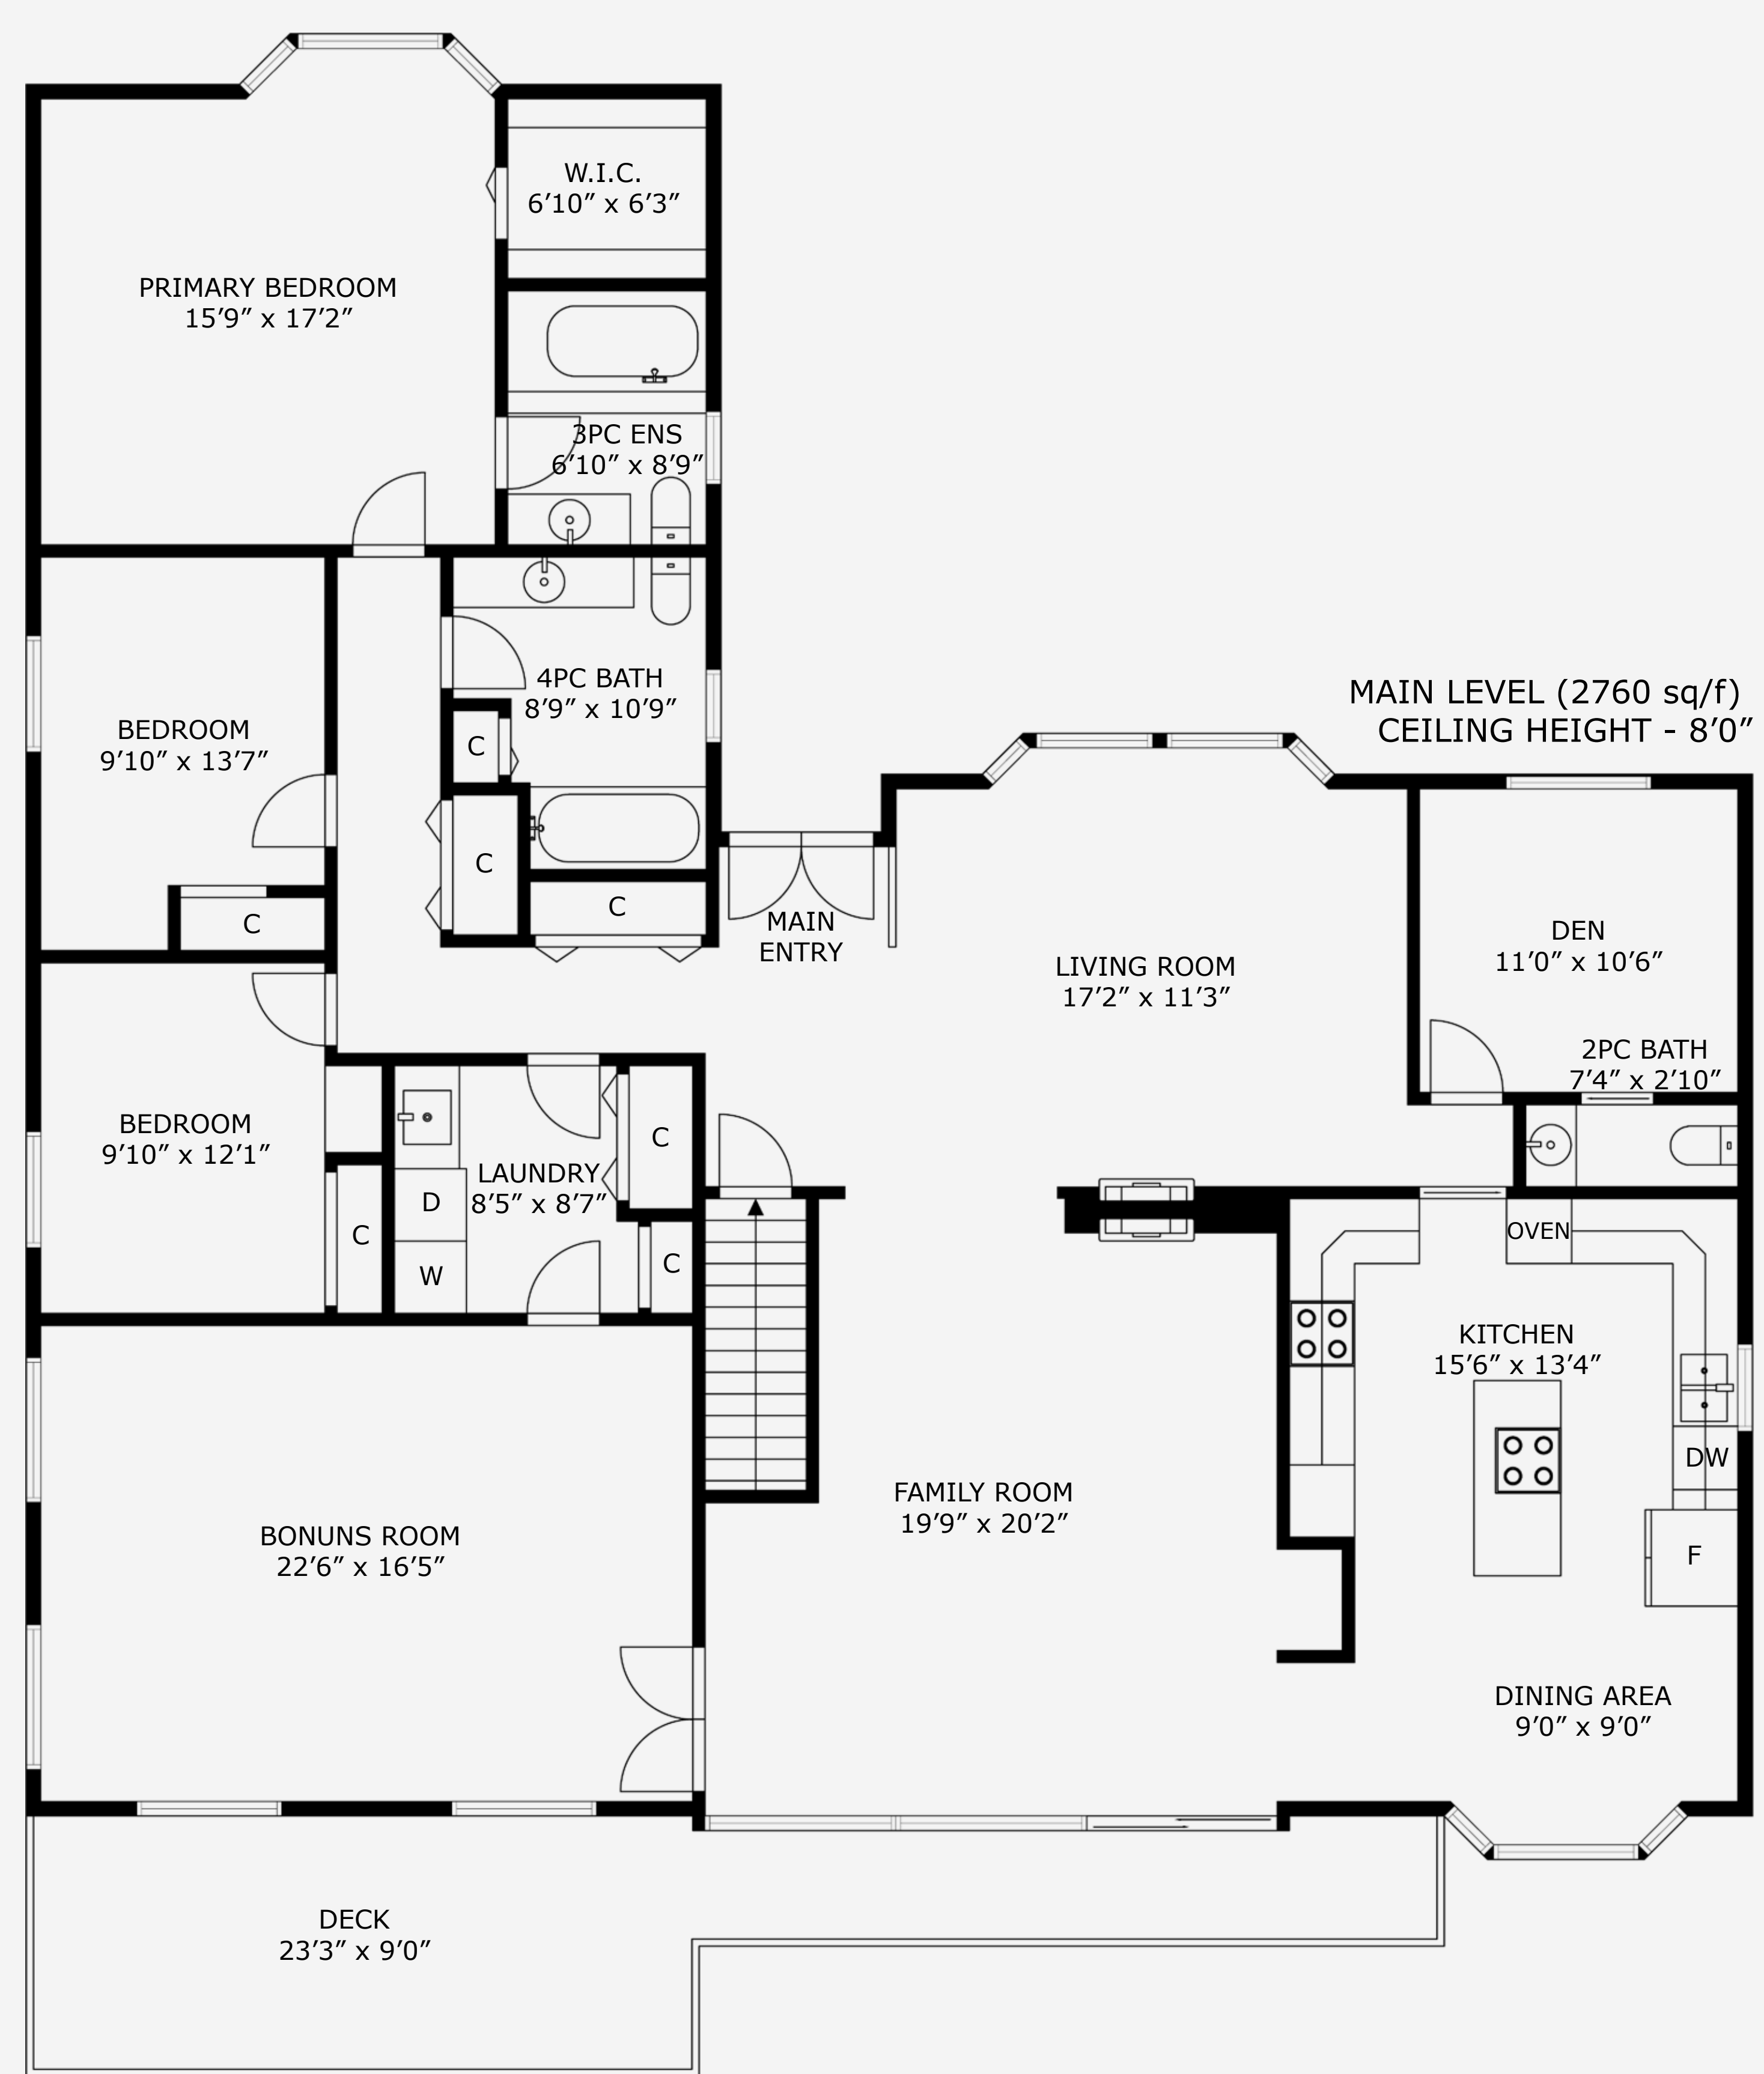 W.I.C.
6’10” x 6’3”
PRIMARY BEDROOM
15’9” x 17’2”
3PC ENS
6’10” x 8’9”
4PC BATH
8’9” x 10’9”
MAIN LEVEL (2760 sq/f)
CEILING HEIGHT - 8’0”
BEDROOM
9’10” x 13’7”
C
C
C
C
MAIN
ENTRY
LIVING ROOM
17’2” x 11’3”
DEN
11’0” x 10’6”
2PC BATH
7’4” x 2’10”
BEDROOM
9’10” x 12’1”
C
LAUNDRY
8’5” x 8’7”
D
W
C
C
OVEN
KITCHEN
15’6” x 13’4”
DW
F
FAMILY ROOM
19’9” x 20’2”
BONUNS ROOM
22’6” x 16’5”
DINING AREA
9’0” x 9’0”
DECK
23’3” x 9’0”